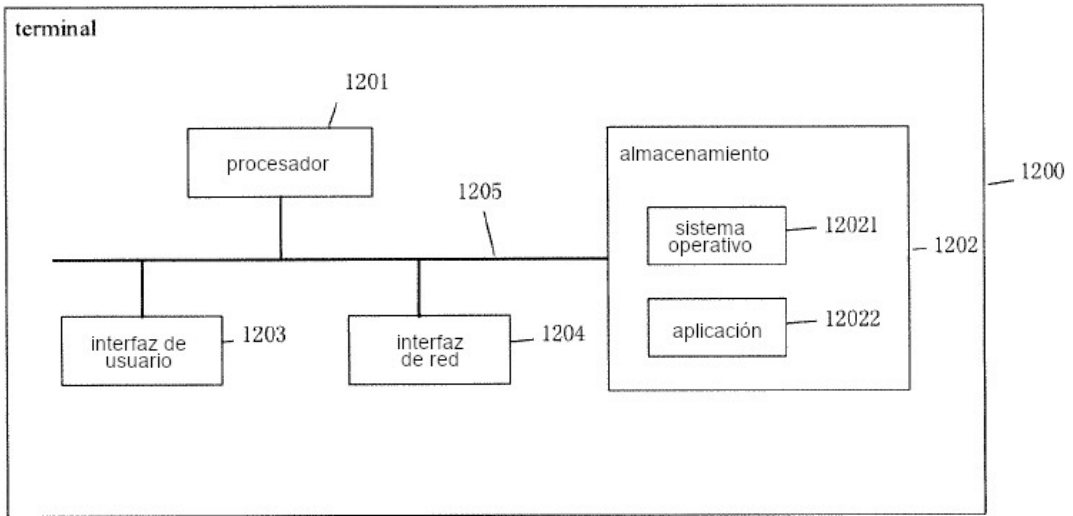 terminal
1201
procesador
almacenamiento
1200
1205
sistema
operativo
12021
1202
aplicación
12022
interfaz de
usuario
1203
interfaz
de red
1204